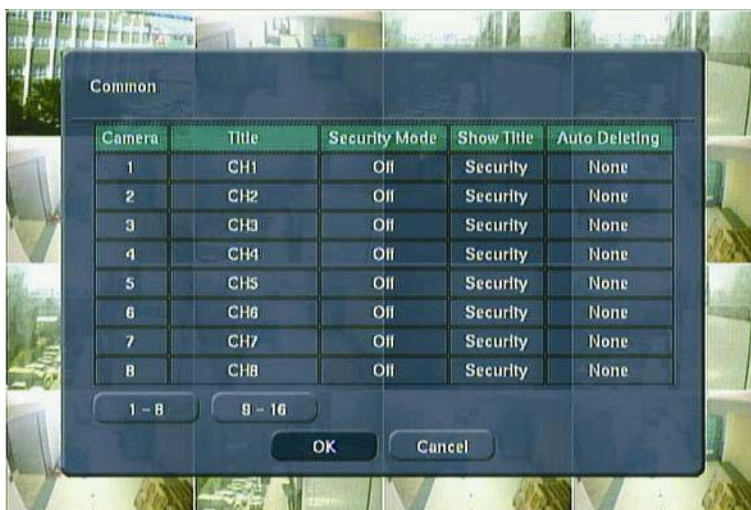 Common
Camera Title Security Mode Show Title Auto Deleting
1 CH1 Off Security None
2 CH2 Off Security None
3 CH3 Off Security None
4 CH4 Off Security None
5 CH5 Off Security None
6 CH6 Off Security None
7 CH7 Off Security None
8 CH8 Off Security None
1 - 8 9 - 16
OK Cancel